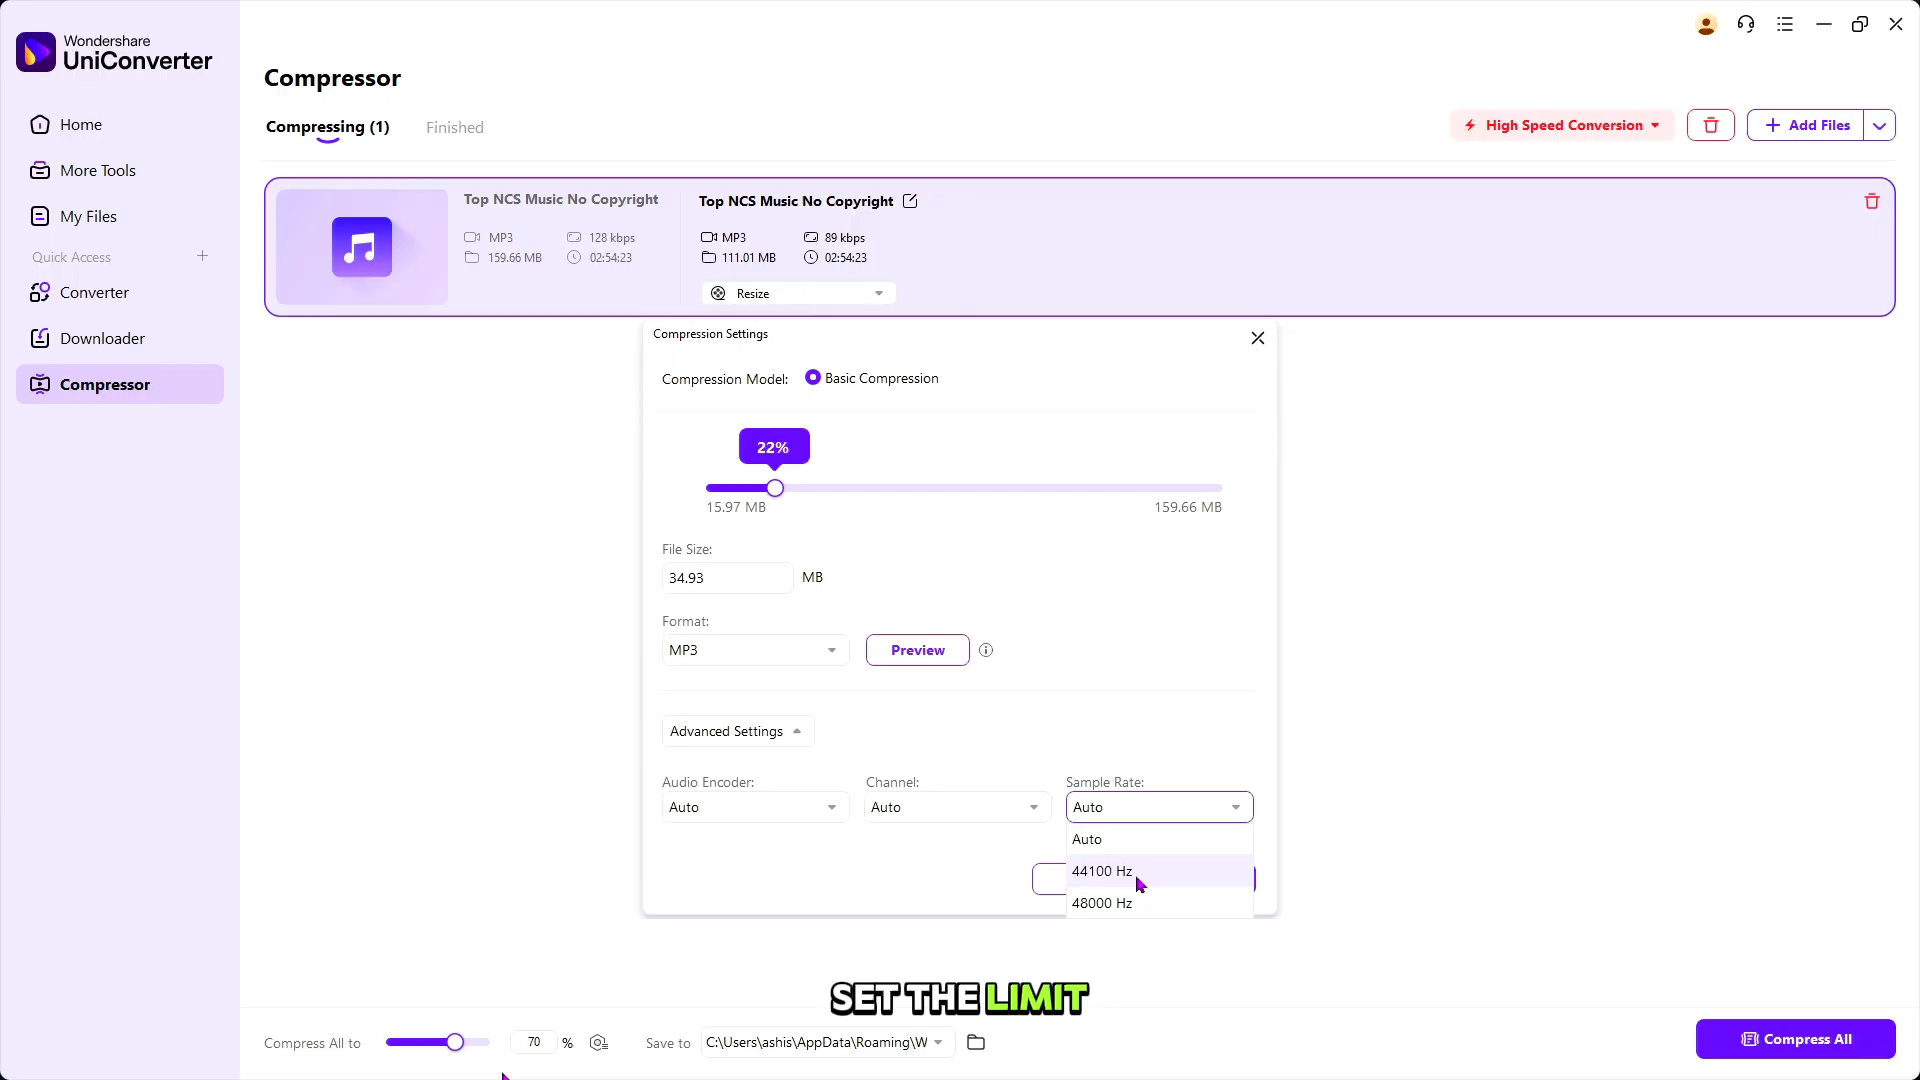 Wondershare
UniConverter
Home
More Tools
My Files
Quick Access
Converter
Downloader
Compressor
Compressor
Compressing (1)
Finished
High Speed Conversion
Add Files
Top NCS Music No Copyright
MP3
128 kbps
159.66 MB
02:54:23
Top NCS Music No Copyright
MP3
89 kbps
111.01 MB
02:54:23
Resize
Compression Settings
Compression Model:
Basic Compression
22%
15.97 MB
159.66 MB
File Size:
34.93
MB
Format:
MP3
Preview
Advanced Settings
Audio Encoder:
Channel:
Sample Rate:
Auto
Auto
Auto
Auto
44100 Hz
48000 Hz
SET THE LIMIT
Compress All to
70
%
Save to
C:\Users\ashis\AppData\Roaming\W
Compress All